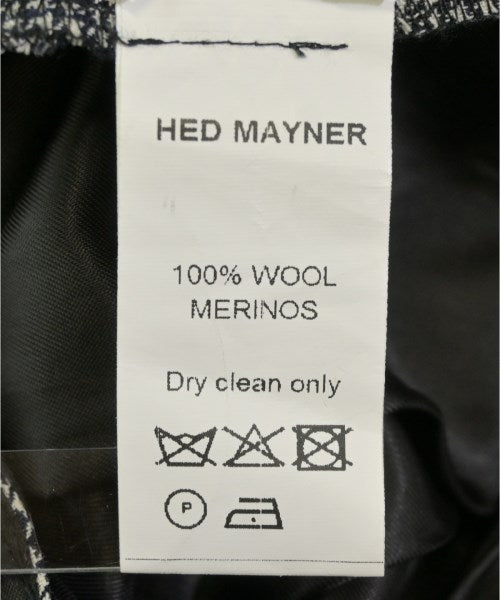 HED MAYNER
100% WOOL
MERINOS
Dry clean only
P